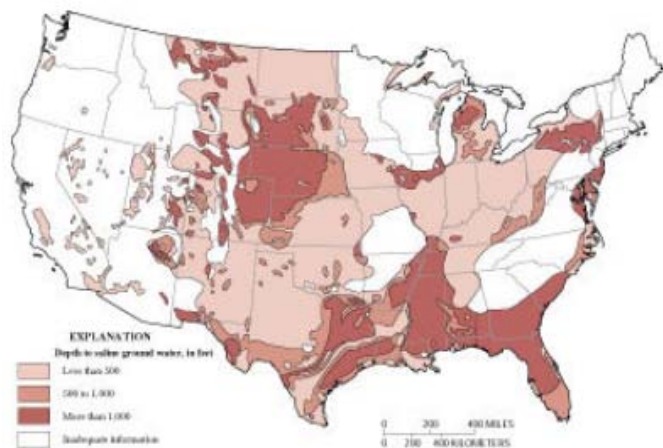 EXPLANATION
Depth to saline ground water, in feet
Less than 500
500 to 1,000
More than 1,000
Inadequate information
0 200 400 MILES
0 200 400 KILOMETERS